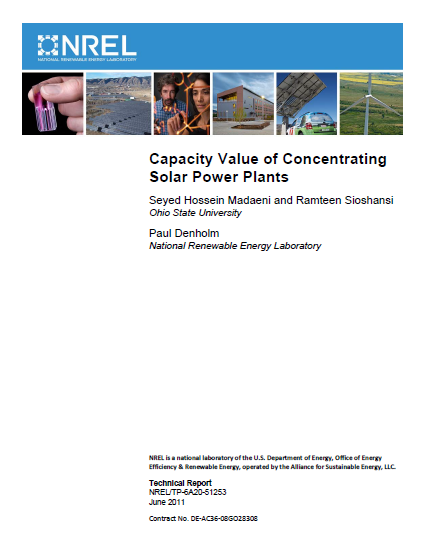 NREL
NATIONAL RENEWABLE ENERGY LABORATORY
Capacity Value of Concentrating
Solar Power Plants
Seyed Hossein Madaeni and Ramteen Sioshansi
Ohio State University
Paul Denholm
National Renewable Energy Laboratory
NREL is a national laboratory of the U.S. Department of Energy, Office of Energy
Efficiency & Renewable Energy, operated by the Alliance for Sustainable Energy, LLC.
Technical Report
NREL/TP-6A20-51253
June 2011
Contract No. DE-AC36-08GO28308